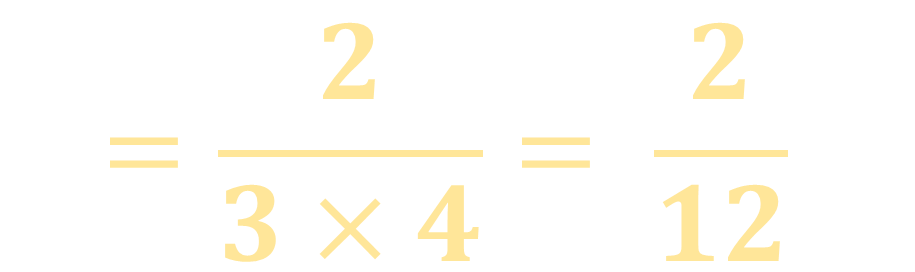 = 2/(3 × 4) = 2/12